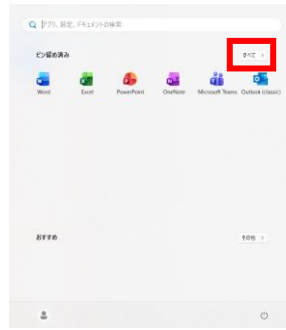 アプリ、設定、ドキュメントの検索
ピン留め済み
すべて >
Word
Excel
PowerPoint
OneNote
Microsoft Teams
Outlook (classic)
おすすめ
その他 >